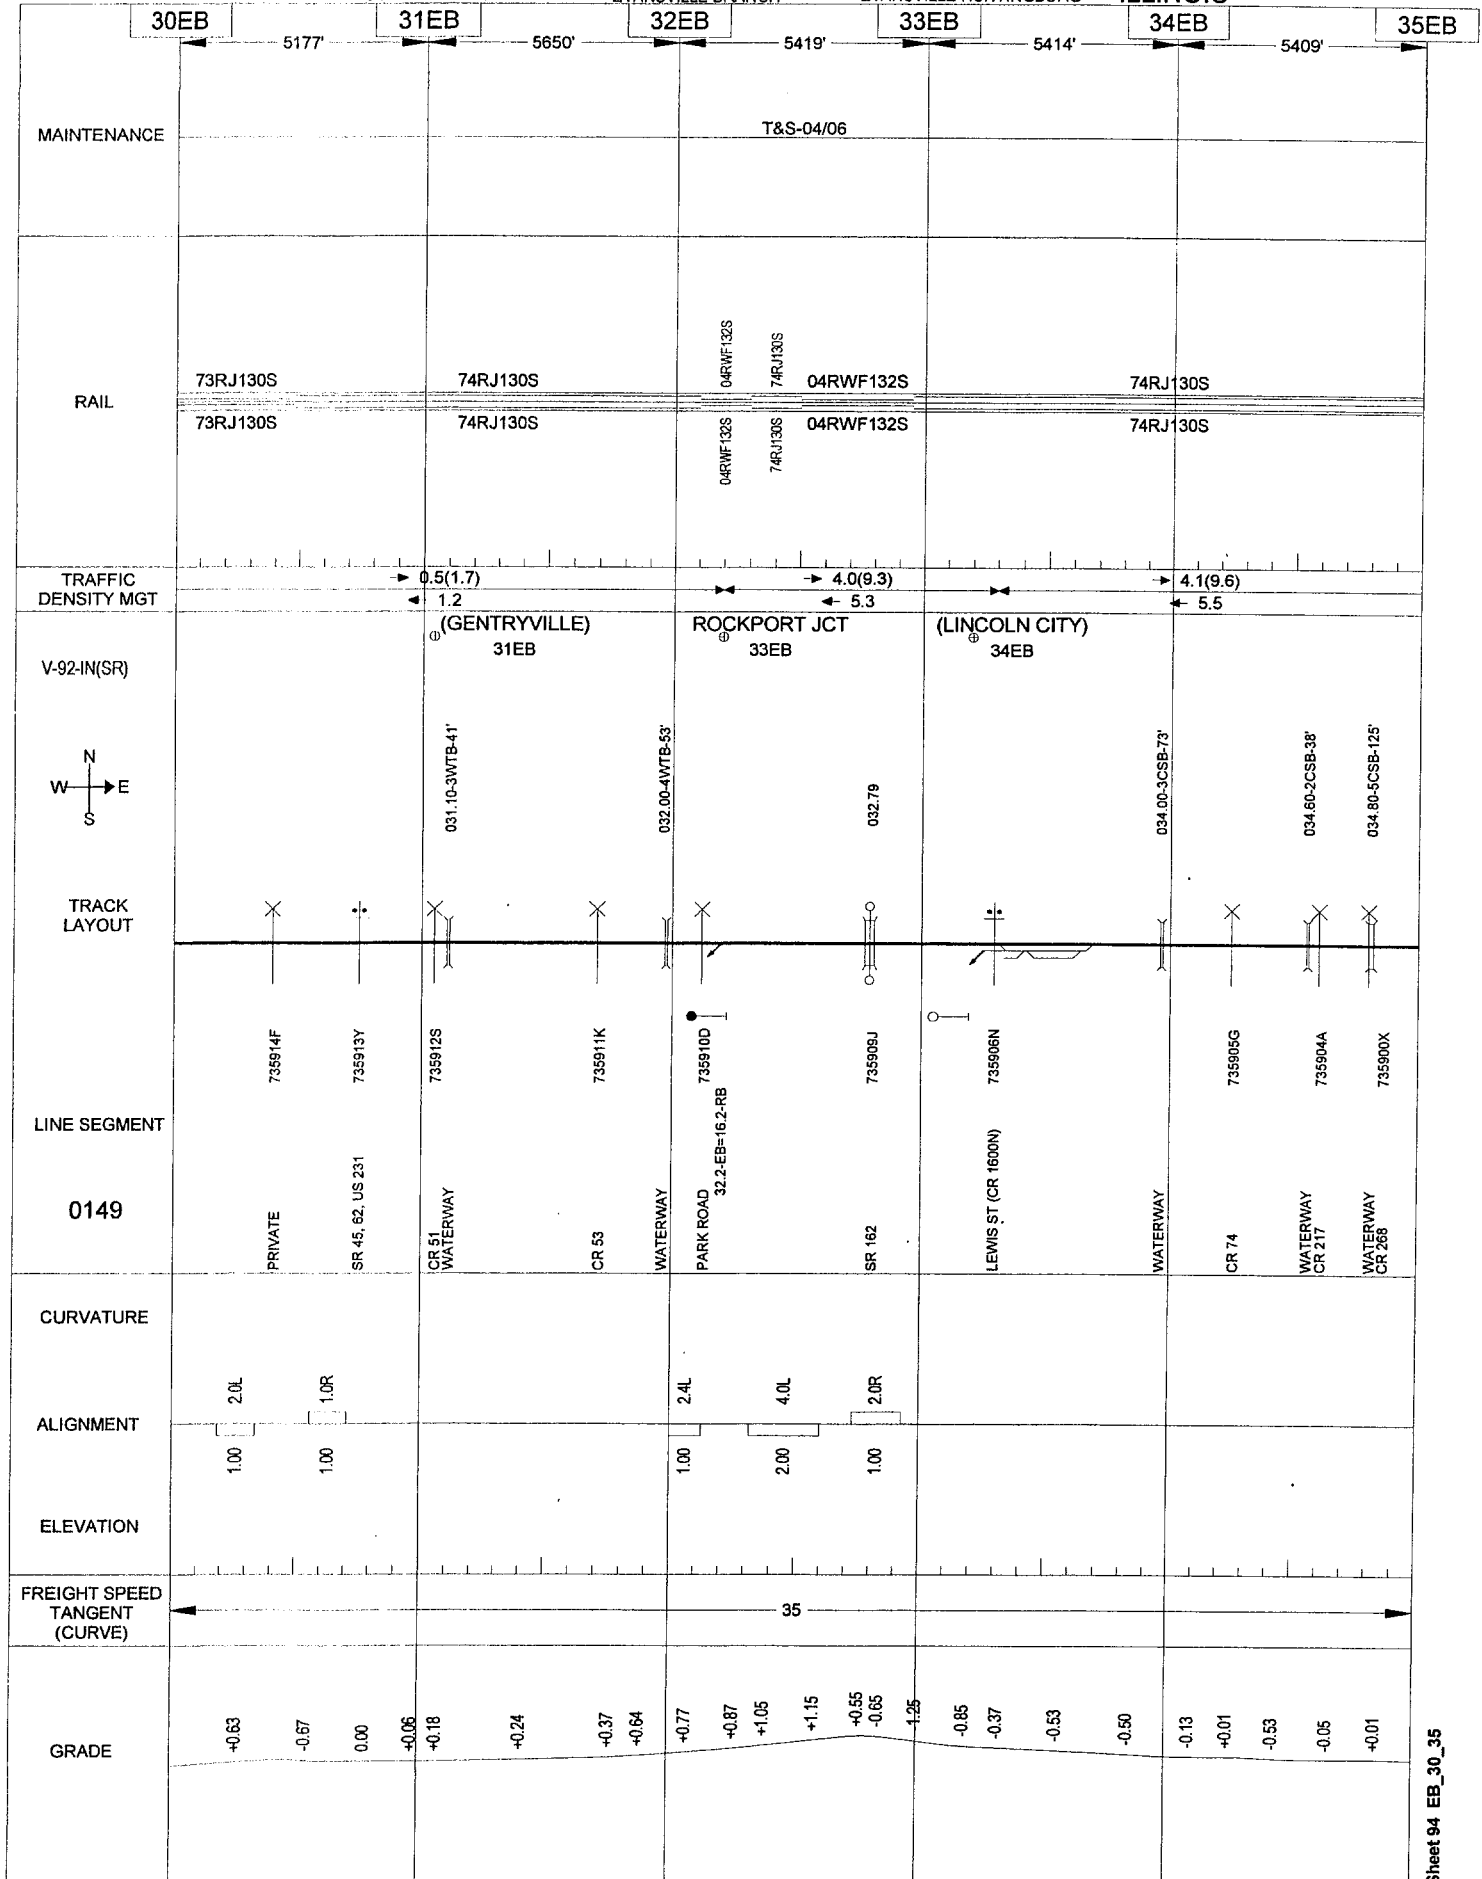 ILLINOIS
30EB 31EB 32EB 33EB 34EB 35EB
5177' 5650' 5419' 5414' 5409'
MAINTENANCE
T&S-04/06
RAIL
73RJ130S 74RJ130S 04RWF132S 74RJ130S 04RWF132S 74RJ130S
73RJ130S 74RJ130S 04RWF132S 74RJ130S 04RWF132S 74RJ130S
TRAFFIC
DENSITY MGT
0.5(1.7) 4.0(9.3) 4.1(9.6)
1.2 5.3 5.5
(GENTRYVILLE) ROCKPORT JCT (LINCOLN CITY)
31EB 33EB 34EB
V-92-IN(SR)
N
W E
S
031.10-3WTB-41'
032.00-4WTB-53'
032.79
034.00-3CSB-73'
034.60-2CSB-38'
034.80-5CSB-125'
TRACK
LAYOUT
735914F
735913Y
735912S
735911K
735910D
735909J
735906N
735905G
735904A
735900X
32.2-EB=16.2-RB
LINE SEGMENT
0149
PRIVATE
SR 45, 62, US 231
CR 51
WATERWAY
CR 53
WATERWAY
PARK ROAD
SR 162
LEWIS ST (CR 1600N)
WATERWAY
CR 74
WATERWAY
CR 217
WATERWAY
CR 268
CURVATURE
2.0L 1.0R 2.4L 4.0L 2.0R
ALIGNMENT
1.00 1.00 1.00 2.00 1.00
ELEVATION
FREIGHT SPEED
TANGENT
(CURVE)
35
GRADE
+0.63 -0.67 0.00 +0.06 +0.18 +0.24 +0.37 +0.64 +0.77 +0.87 +1.05 +1.15 +0.55 -0.65 -1.25 -0.85 -0.37 -0.53 -0.50 -0.13 +0.01 -0.53 -0.05 +0.01
Sheet 94 EB_30_35